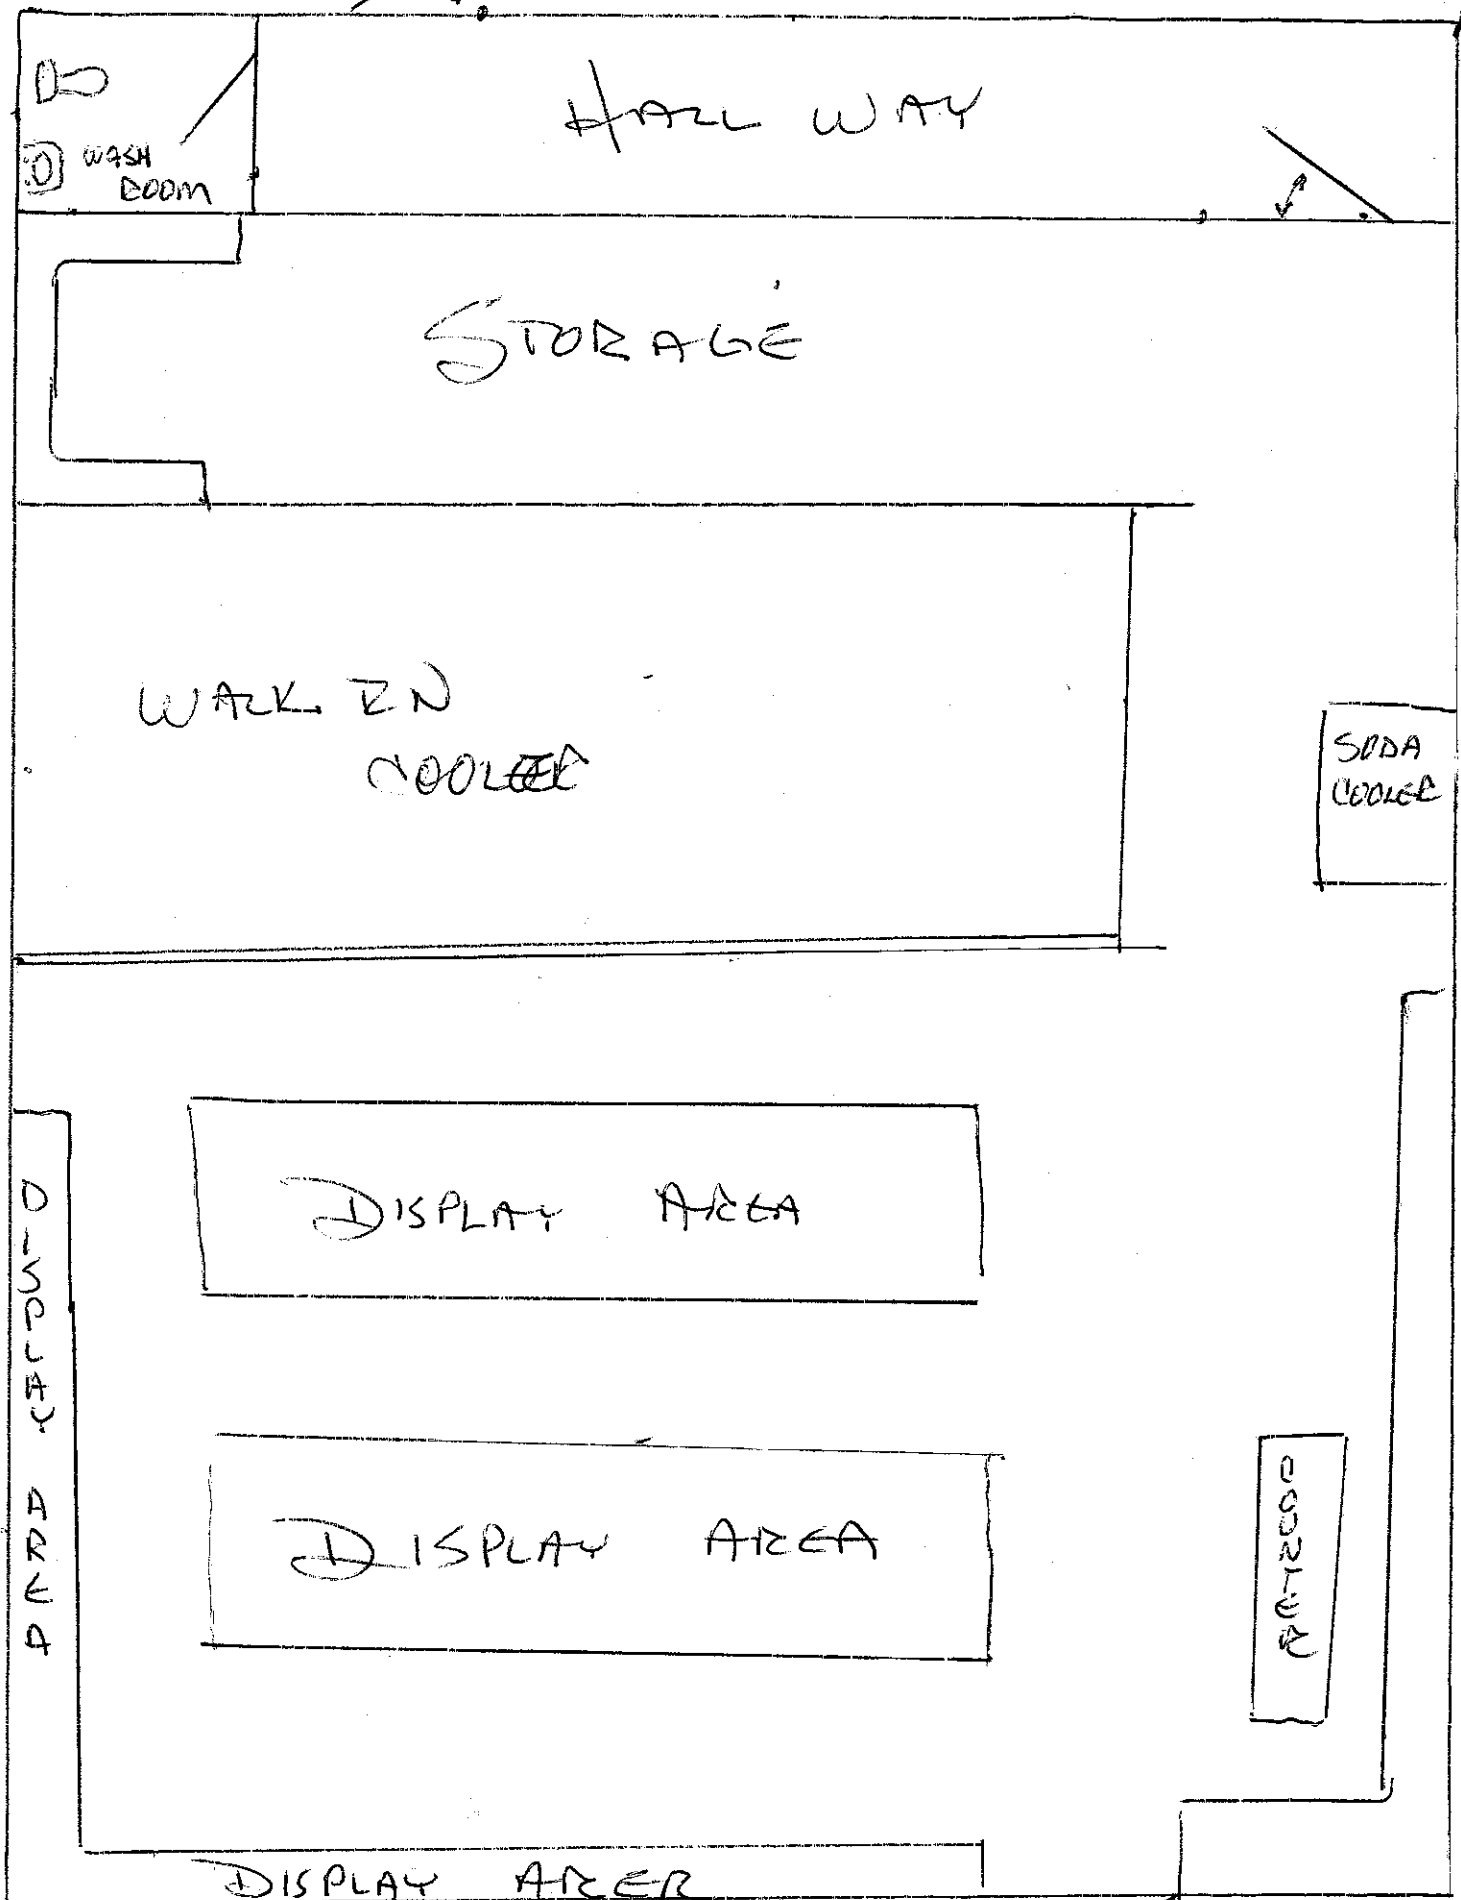 HALL WAY
WASH
ROOM
STORAGE
WALK IN
COOLER
SODA
COOLER
DISPLAY AREA
DISPLAY AREA
DISPLAY AREA
COUNTER
DISPLAY AREA